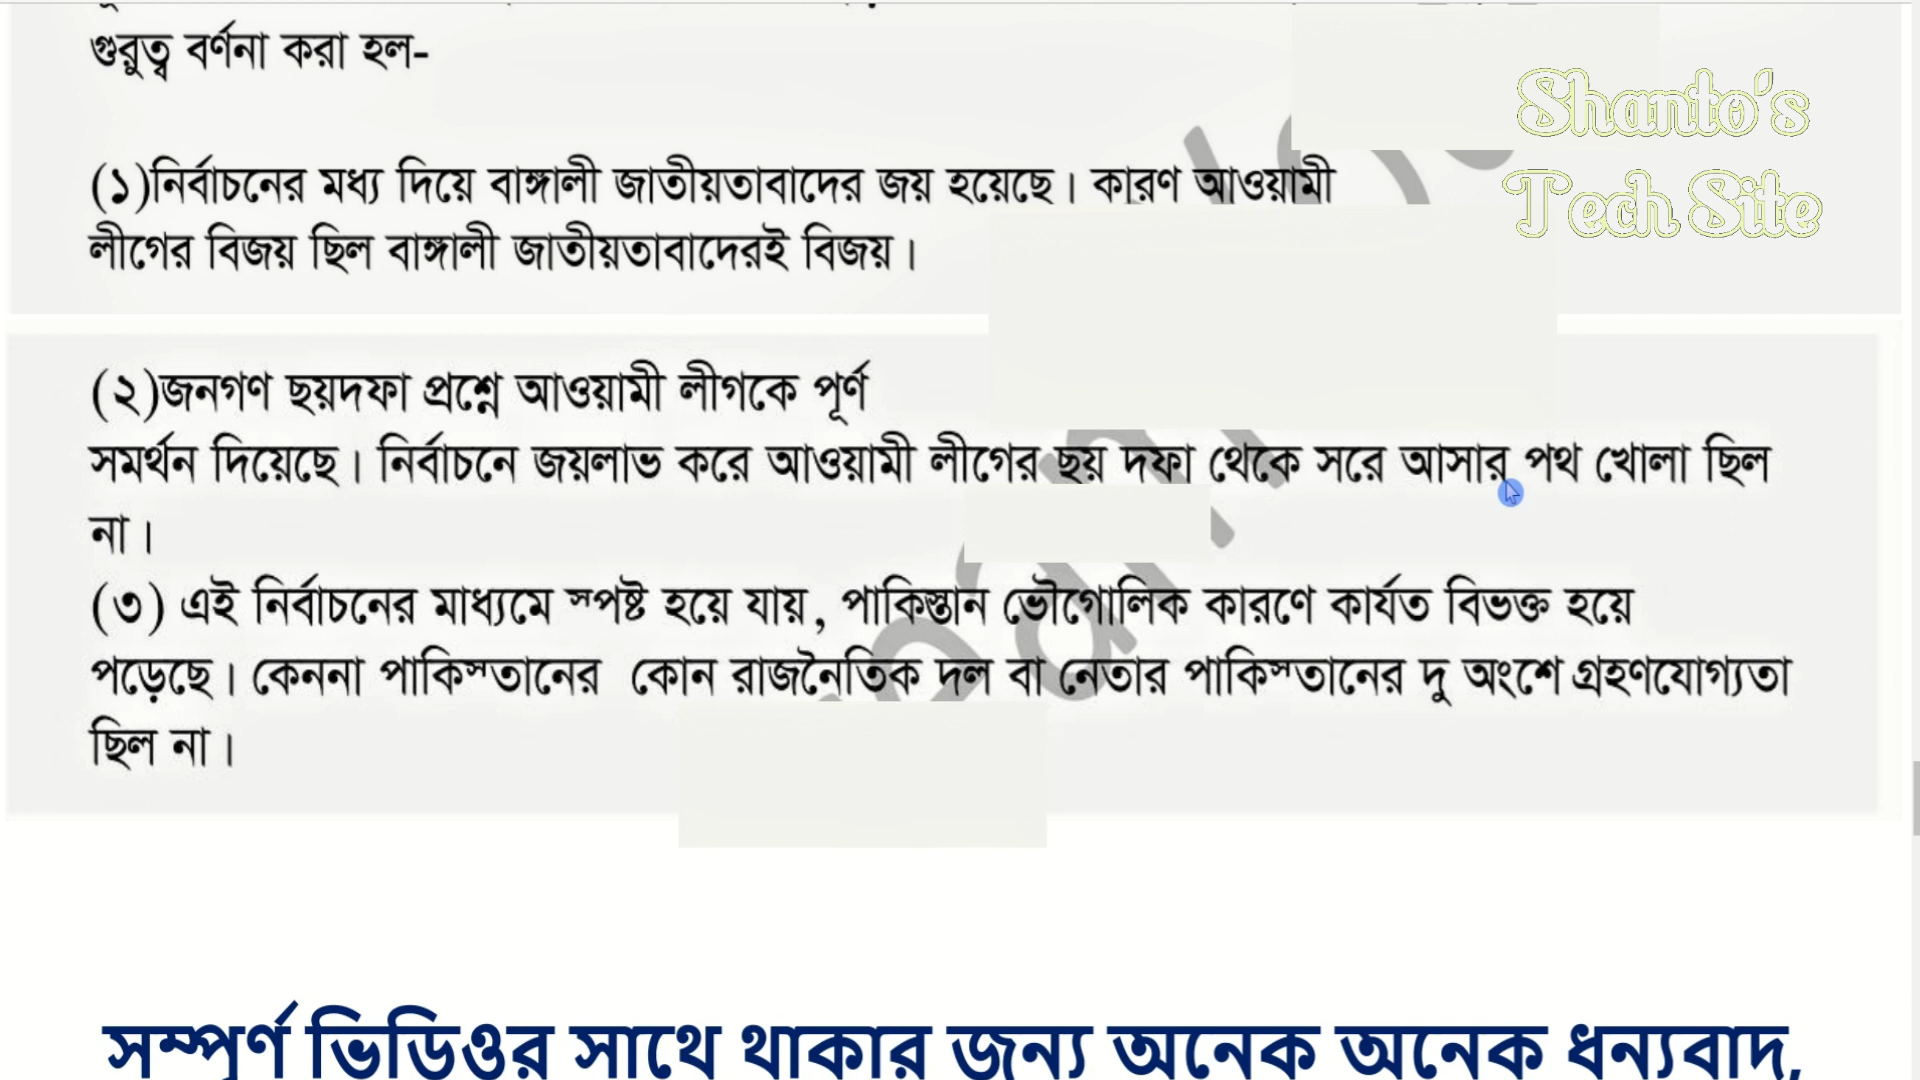 গুরুত্ব বর্ণনা করা হল-
Shanto's
Tech Site
(১)নির্বাচনের মধ্য দিয়ে বাঙ্গালী জাতীয়তাবাদের জয় হয়েছে। কারণ আওয়ামী
লীগের বিজয় ছিল বাঙ্গালী জাতীয়তাবাদেরই বিজয়।
(২)জনগণ ছয়দফা প্রশ্নে আওয়ামী লীগকে পূর্ণ
সমর্থন দিয়েছে। নির্বাচনে জয়লাভ করে আওয়ামী লীগের ছয় দফা থেকে সরে আসার পথ খোলা ছিল
না।
(৩) এই নির্বাচনের মাধ্যমে স্পষ্ট হয়ে যায়, পাকিস্তান ভৌগোলিক কারণে কার্যত বিভক্ত হয়ে
পড়েছে। কেননা পাকিস্তানের কোন রাজনৈতিক দল বা নেতার পাকিস্তানের দু অংশে গ্রহণযোগ্যতা
ছিল না।
সম্পূর্ণ ভিডিওর সাথে থাকার জন্য অনেক অনেক ধন্যবাদ,